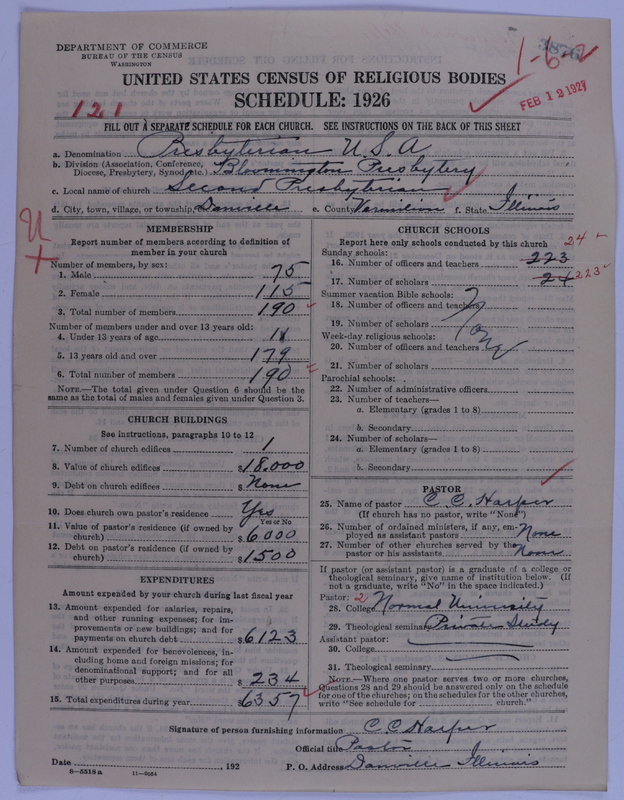 DEPARTMENT OF COMMERCE
BUREAU OF THE CENSUS
WASHINGTON
3876
1-6-2
UNITED STATES CENSUS OF RELIGIOUS BODIES
SCHEDULE: 1926
121
FEB 12 1927
FILL OUT A SEPARATE SCHEDULE FOR EACH CHURCH. SEE INSTRUCTIONS ON THE BACK OF THIS SHEET
a. Denomination Presbyterian U.S.A
b. Division (Association, Conference, Diocese, Presbytery, Synod, etc.) Bloomington Presbytery
c. Local name of church Second Presbyterian
d. City, town, village, or township, Danville e. County Vermilion f. State Illinois
MEMBERSHIP
Report number of members according to definition of
member in your church
Number of members, by sex:
1. Male 75
2. Female 115
3. Total number of members 190
Number of members under and over 13 years old:
4. Under 13 years of age 11
5. 13 years old and over 179
6. Total number of members 190
NOTE.—The total given under Question 6 should be the
same as the total of males and females given under Question 3.
CHURCH BUILDINGS
See instructions, paragraphs 10 to 12
7. Number of church edifices 1
8. Value of church edifices $18.000
9. Debt on church edifices $ None
10. Does church own pastor's residence Yes
Yes or No
11. Value of pastor's residence (if owned by
church) $6000
12. Debt on pastor's residence (if owned by
church) $1500
EXPENDITURES
Amount expended by your church during last fiscal year
13. Amount expended for salaries, repairs,
and other running expenses; for im-
provements or new buildings; and for
payments on church debt $6123
14. Amount expended for benevolences, in-
cluding home and foreign missions; for
denominational support; and for all
other purposes $ 234
15. Total expenditures during year $6357
CHURCH SCHOOLS
Report here only schools conducted by this church
24
Sunday schools:
16. Number of officers and teachers 223
17. Number of scholars 24 223
Summer vacation Bible schools:
18. Number of officers and teachers
19. Number of scholars
None
Week-day religious schools:
20. Number of officers and teachers
21. Number of scholars
Parochial schools:
22. Number of administrative officers
23. Number of teachers—
a. Elementary (grades 1 to 8)
b. Secondary
24. Number of scholars—
a. Elementary (grades 1 to 8)
b. Secondary
PASTOR
25. Name of pastor C. C. Harper
(If church has no pastor, write "None")
26. Number of ordained ministers, if any, em-
ployed as assistant pastors None
27. Number of other churches served by the
pastor or his assistants None
If pastor (or assistant pastor) is a graduate of a college or
theological seminary, give name of institution below. (If
not a graduate, write "No" in the space indicated.)
Pastor: 2
28. College Normal University
29. Theological seminary Private Study
Assistant pastor:
30. College
31. Theological seminary
NOTE.—Where one pastor serves two or more churches,
Questions 28 and 29 should be answered only on the schedule
for one of the churches; on the schedules for the other churches,
write "See schedule for church."
Signature of person furnishing information C C Harper
Official title Pastor
Date , 192 P. O. Address Danville Illinois
8-5518a 11-9084